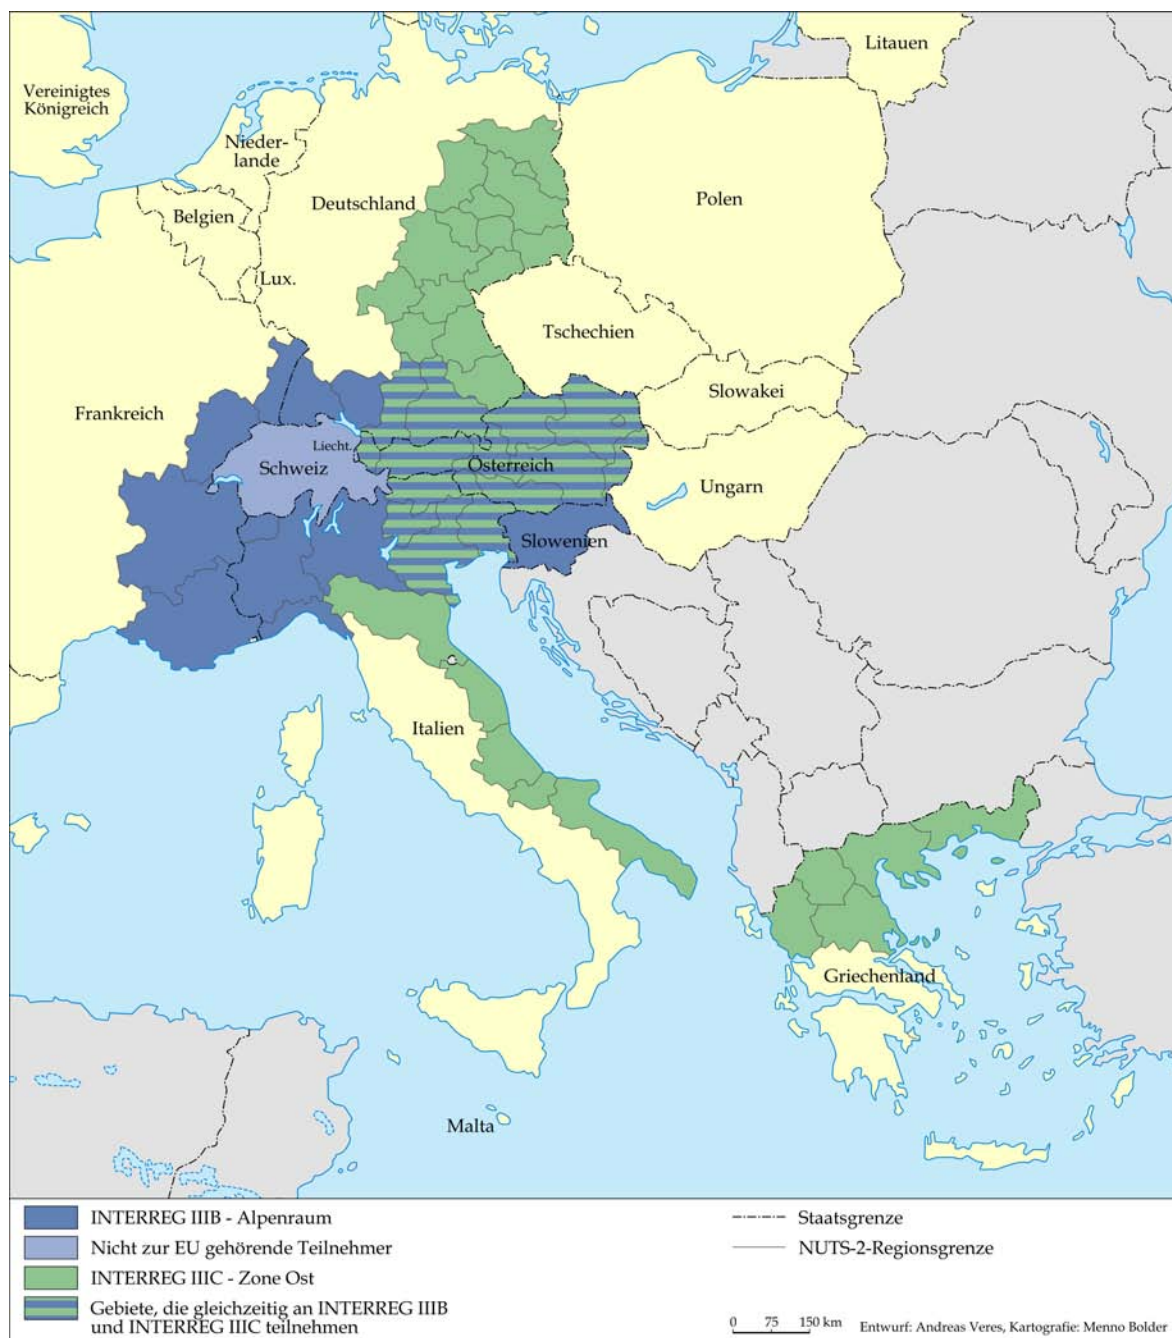 Litauen
Vereinigtes
Königreich
Nieder-
lande
Belgien
Deutschland
Polen
Lux.
Tschechien
Slowakei
Frankreich
Liecht.
Schweiz
Österreich
Ungarn
Slowenien
Italien
Griechenland
Malta
INTERREG IIIB - Alpenraum
Nicht zur EU gehörende Teilnehmer
INTERREG IIIC - Zone Ost
Gebiete, die gleichzeitig an INTERREG IIIB
und INTERREG IIIC teilnehmen
Staatsgrenze
NUTS-2-Regionsgrenze
0 75 150 km
Entwurf: Andreas Veres, Kartografie: Menno Bolder